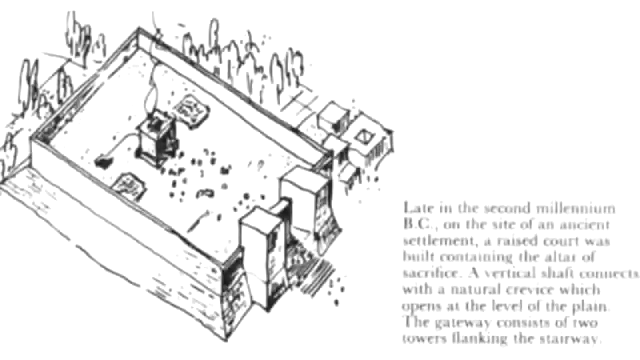 Late in the second millennium
B.C., on the site of an ancient
settlement, a raised court was
built containing the altar of
sacrifice. A vertical shaft connects
with a natural crevice which
opens at the level of the plain.
The gateway consists of two
towers flanking the stairway.